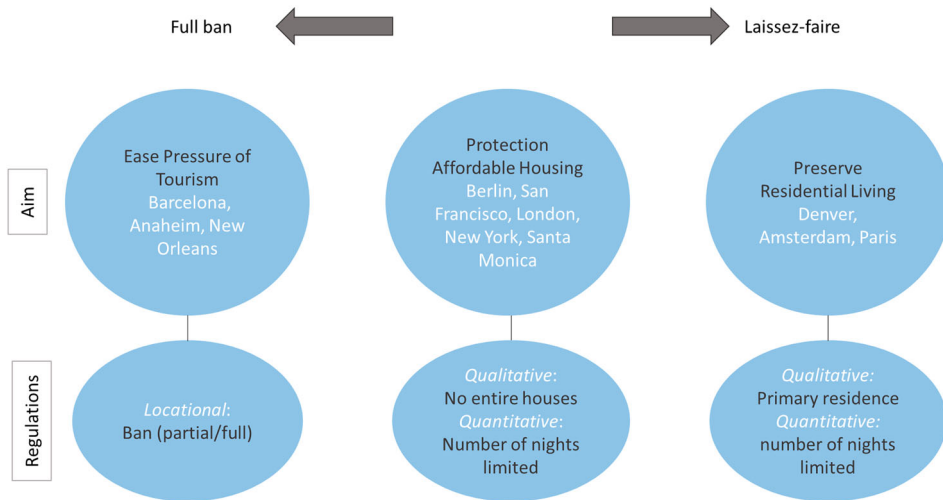 Full ban
Laissez-faire
Aim
Ease Pressure of
Tourism
Barcelona,
Anaheim, New
Orleans
Protection
Affordable Housing
Berlin, San
Francisco, London,
New York, Santa
Monica
Preserve
Residential Living
Denver,
Amsterdam, Paris
Regulations
Locational:
Ban (partial/full)
Qualitative:
No entire houses
Quantitative:
Number of nights
limited
Qualitative:
Primary residence
Quantitative:
number of nights
limited